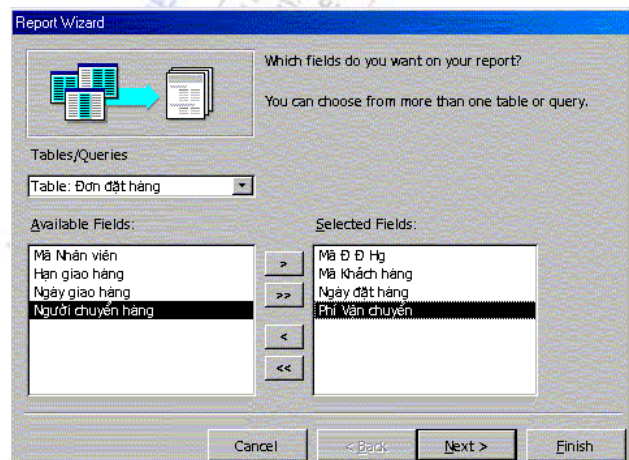 Report Wizard
Which fields do you want on your report?
You can choose from more than one table or query.
Tables/Queries
Table: Đơn đặt hàng
Available Fields:
Selected Fields:
Mã Nhân viên
Hạn giao hàng
Ngày giao hàng
Người chuyển hàng
>
>>
<
<<
Mã Đ Đ Hg
Mã Khách hàng
Ngày đặt hàng
Phí Vân chuyển
Cancel
< Back
Next >
Finish